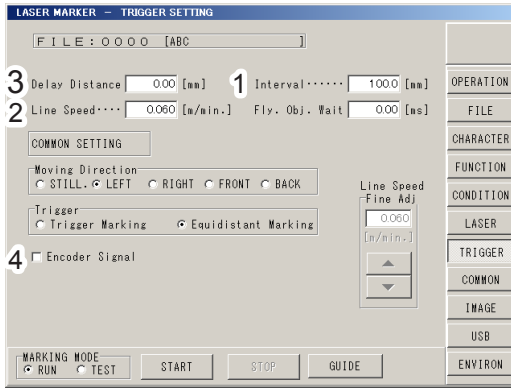 LASER MARKER – TRIGGER SETTING
FILE:0000 [ABC ]
3 Delay Distance 0.00 [mm] 1 Interval······ 100.0 [mm]
2 Line Speed···· 0.060 [m/min.] Fly. Obj. Wait 0.00 [ms]
COMMON SETTING
Moving Direction
STILL. LEFT RIGHT FRONT BACK
Trigger
Trigger Marking Equidistant Marking
4 Encoder Signal
Line Speed
Fine Adj
0.060
[m/min.]
MARKING MODE
RUN TEST
START
STOP
GUIDE
OPERATION
FILE
CHARACTER
FUNCTION
CONDITION
LASER
TRIGGER
COMMON
IMAGE
USB
ENVIRON